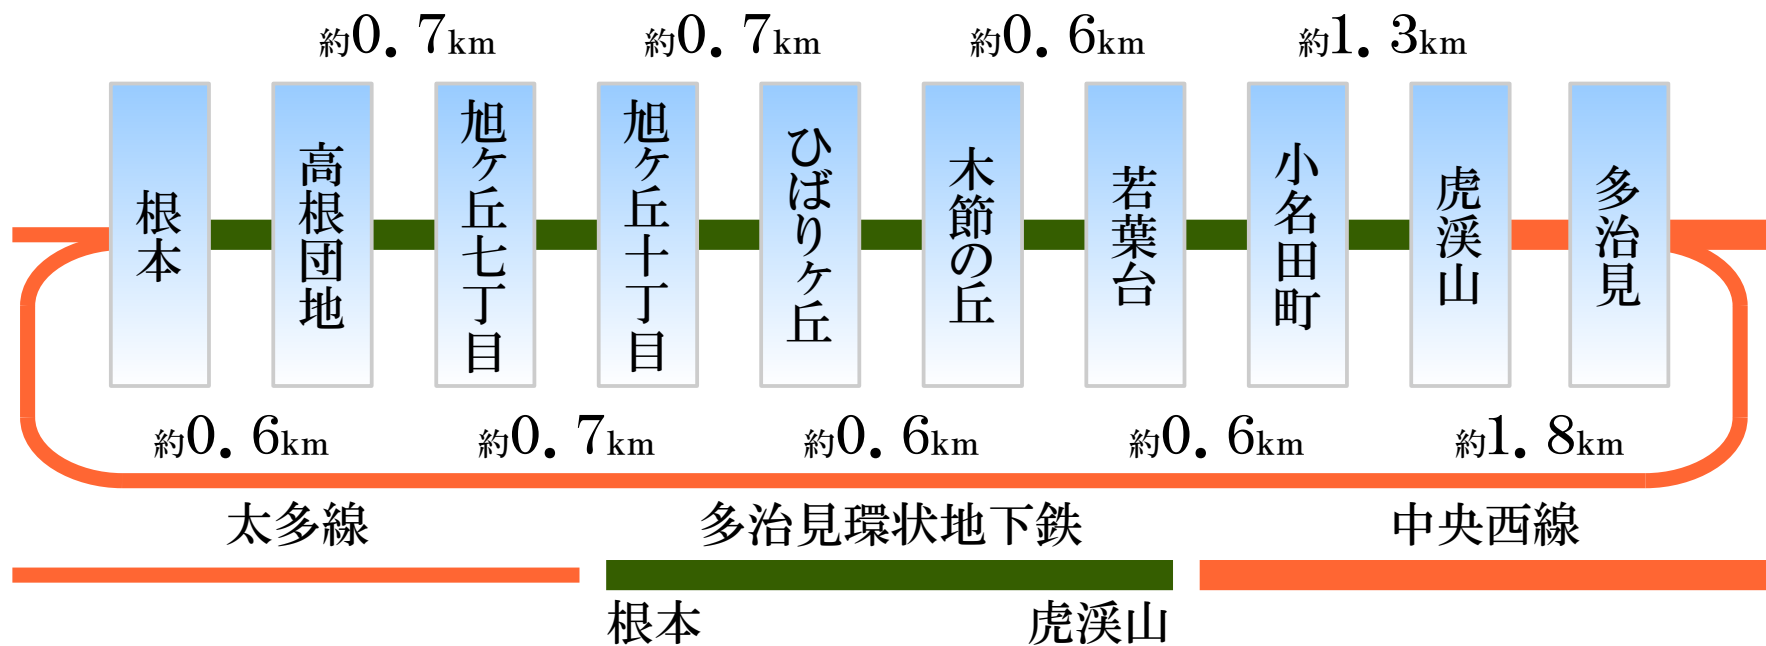 約0.7km
約0.7km
約0.6km
約1.3km
根本
高根団地
旭ヶ丘七丁目
旭ヶ丘十丁目
ひばりヶ丘
木節の丘
若葉台
小名田町
虎渓山
多治見
約0.6km
約0.7km
約0.6km
約0.6km
約1.8km
太多線
多治見環状地下鉄
中央西線
根本
虎渓山